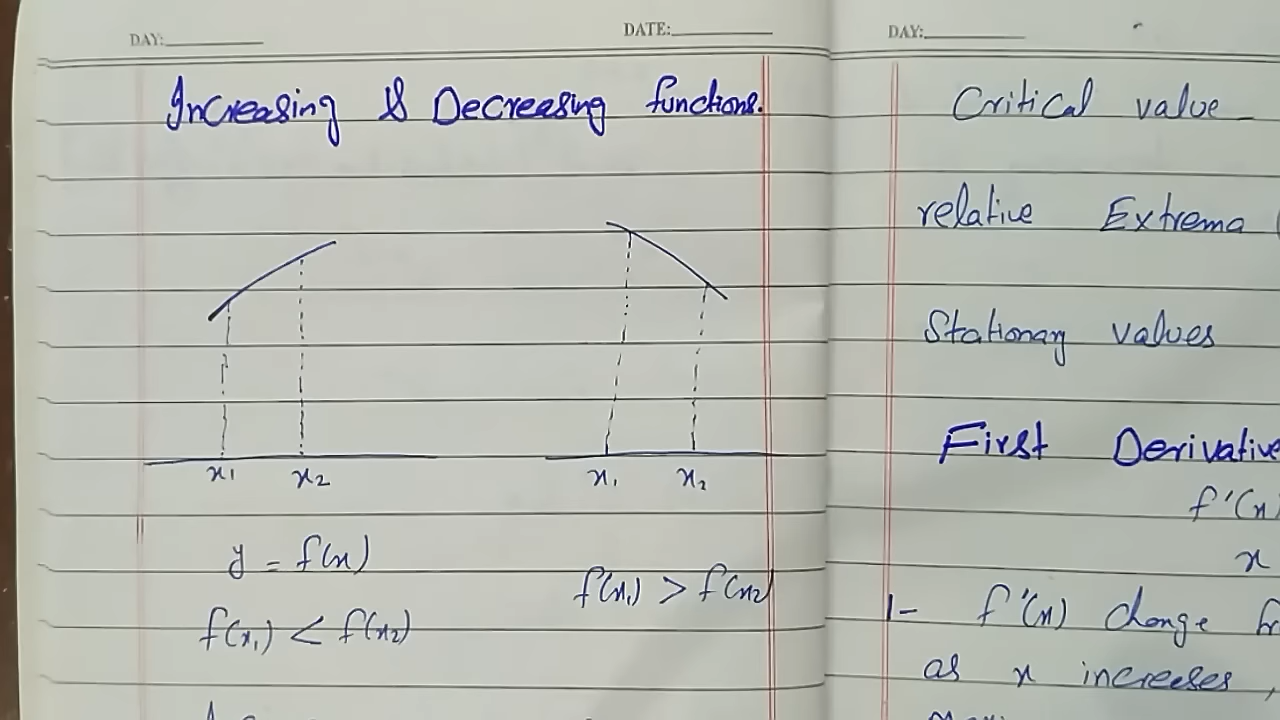 DAY:
DATE:
Increasing & Decreasing functions.
x1 x2
x1 x2
y = f(x)
f(x1) < f(x2)
f(x1) > f(x2)
DAY:
Critical value
relative Extrema
Stationary values
First Derivative
f'(x)
x
1- f'(x) change
as x increeses,